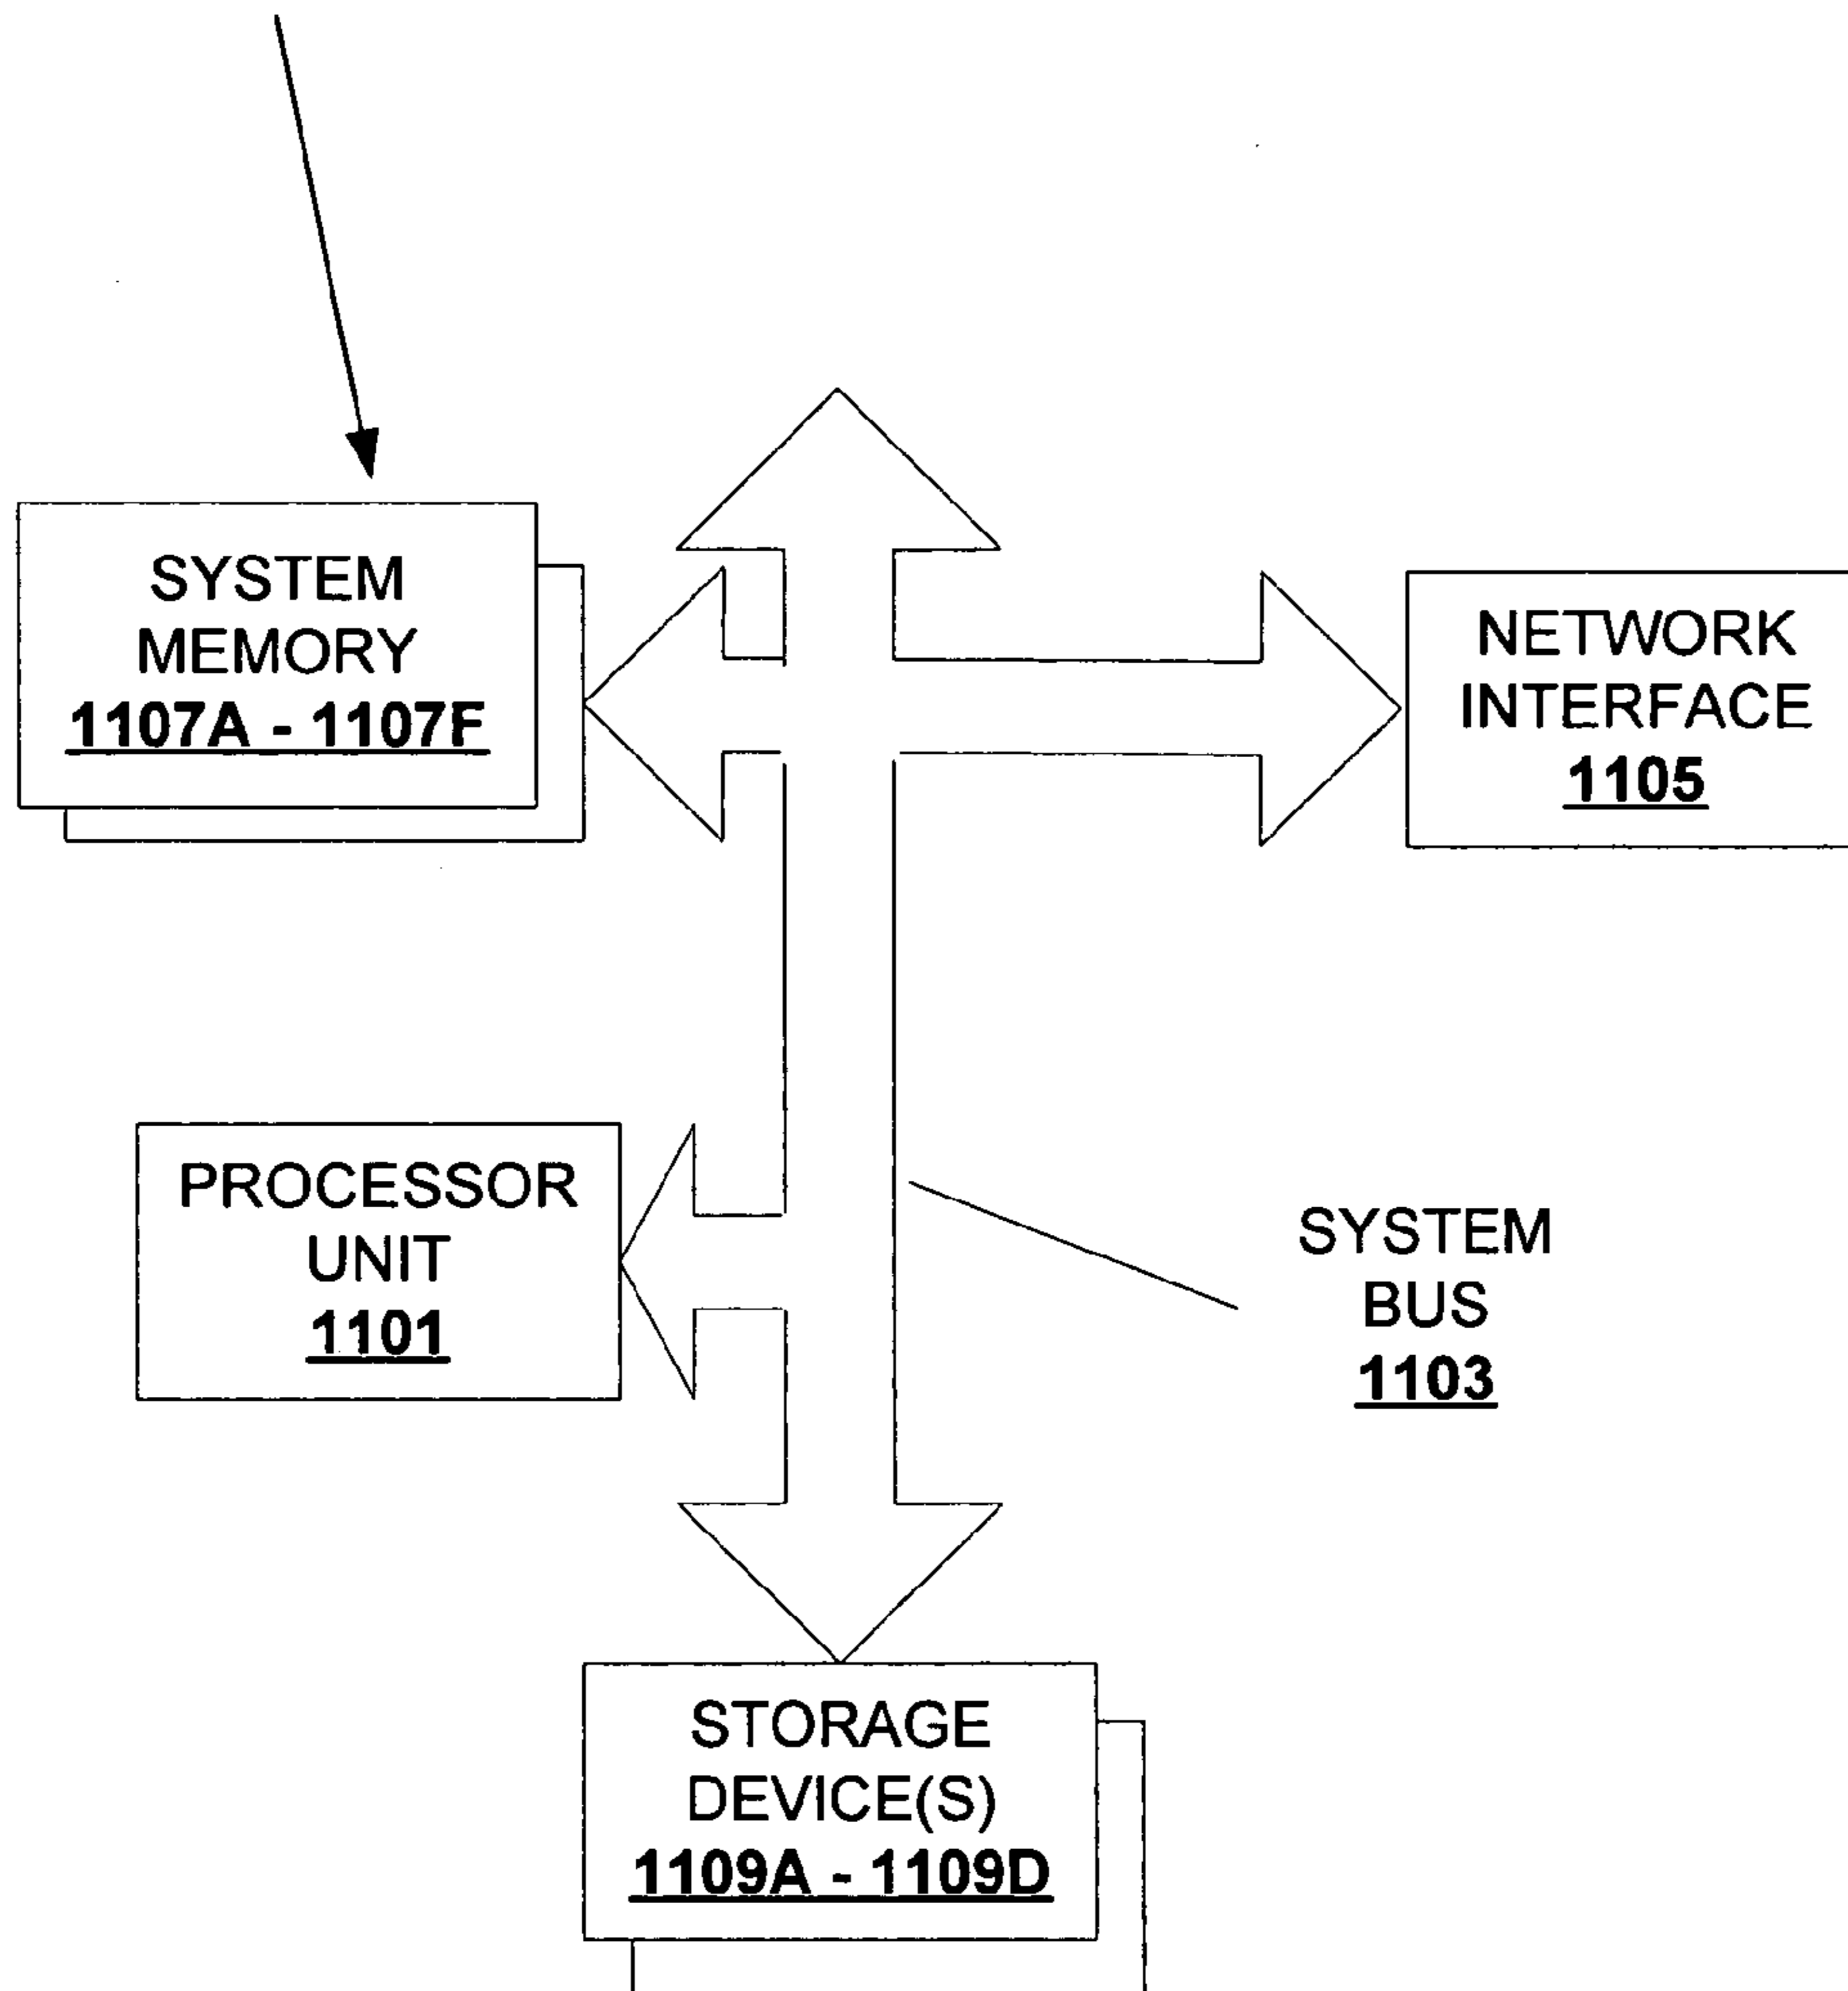 SYSTEM
MEMORY
1107A - 1107F
NETWORK
INTERFACE
1105
PROCESSOR
UNIT
1101
SYSTEM
BUS
1103
STORAGE
DEVICE(S)
1109A - 1109D